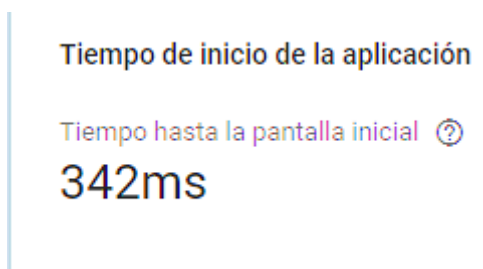 Tiempo de inicio de la aplicación
Tiempo hasta la pantalla inicial ?
342ms